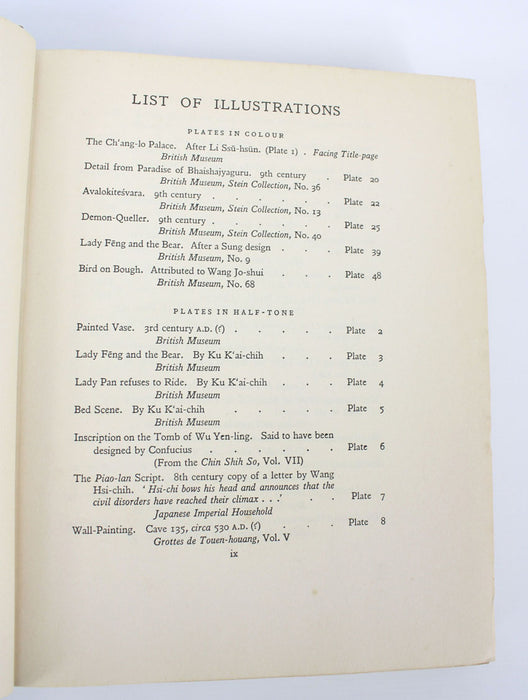 LIST OF ILLUSTRATIONS
PLATES IN COLOUR
The Ch'ang-lo Palace. After Li Ssŭ-hsün. (Plate 1) . Facing Title-page
British Museum
Detail from Paradise of Bhaishajyaguru. 9th century . Plate 20
British Museum, Stein Collection, No. 36
Avalokiteśvara. 9th century . . . . Plate 22
British Museum, Stein Collection, No. 13
Demon-Queller. 9th century . . . . Plate 25
British Museum, Stein Collection, No. 40
Lady Fēng and the Bear. After a Sung design . . Plate 39
British Museum, No. 9
Bird on Bough. Attributed to Wang Jo-shui . . . Plate 48
British Museum, No. 68
PLATES IN HALF-TONE
Painted Vase. 3rd century A.D. (?) . . . . . Plate 2
British Museum
Lady Fēng and the Bear. By Ku K'ai-chih . . . Plate 3
British Museum
Lady Pan refuses to Ride. By Ku K'ai-chih . . . Plate 4
British Museum
Bed Scene. By Ku K'ai-chih . . . . . Plate 5
British Museum
Inscription on the Tomb of Wu Yen-ling. Said to have been
designed by Confucius . . . . . Plate 6
(From the Chin Shih So, Vol. VII)
The Piao-lan Script. 8th century copy of a letter by Wang
Hsi-chih. ' Hsi-chi bows his head and announces that the
civil disorders have reached their climax . . .' . . Plate 7
Japanese Imperial Household
Wall-Painting. Cave 135, circa 530 A.D. (?) . . . Plate 8
Grottes de Touen-houang, Vol. V
ix